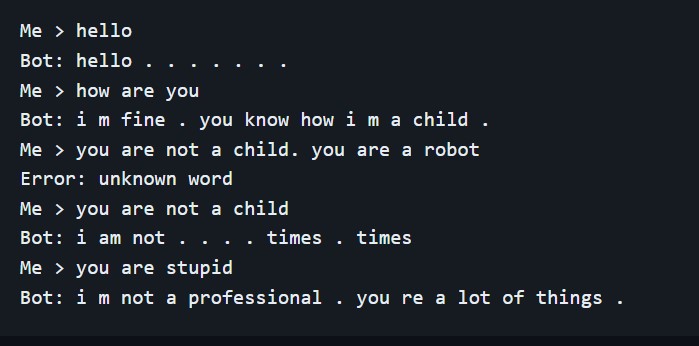 Me > hello
Bot: hello . . . . . . .
Me > how are you
Bot: i m fine . you know how i m a child .
Me > you are not a child. you are a robot
Error: unknown word
Me > you are not a child
Bot: i am not . . . . times . times
Me > you are stupid
Bot: i m not a professional . you re a lot of things .